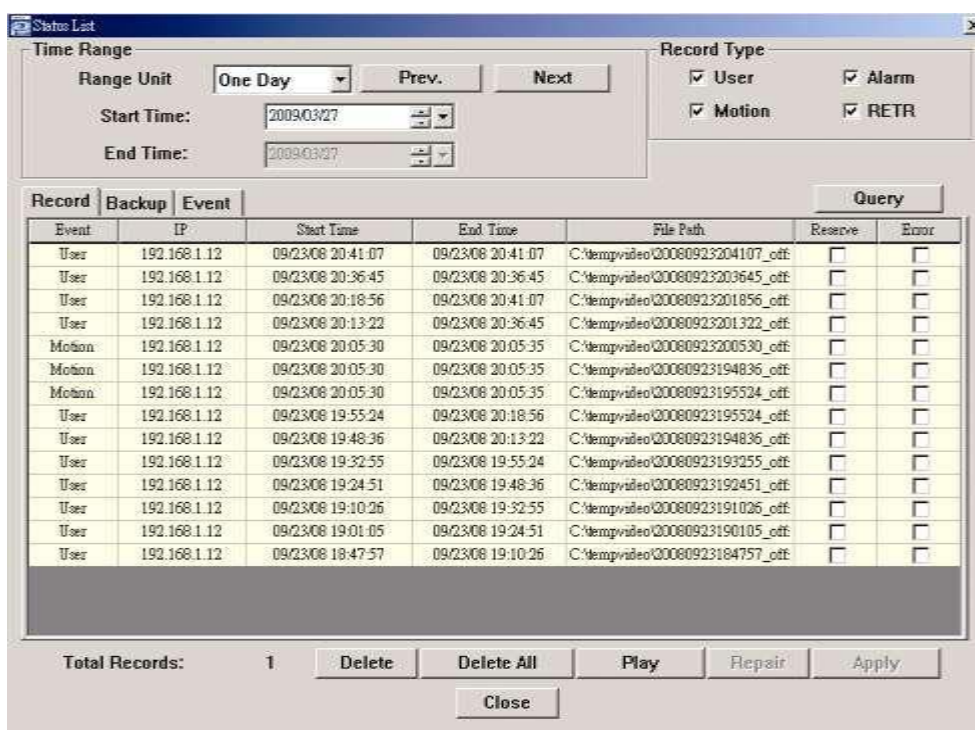 Status List
Time Range
Record Type
Range Unit One Day Prev. Next
User Alarm
Start Time: 2009/03/27
Motion RETR
End Time: 2009/03/27
Record Backup Event Query
Event IP Start Time End Time File Path Reserve Error
User 192.168.1.12 09/23/08 20:41:07 09/23/08 20:41:07 C:\tempvideo\20080923204107_off:
User 192.168.1.12 09/23/08 20:36:45 09/23/08 20:36:45 C:\tempvideo\20080923203645_off:
User 192.168.1.12 09/23/08 20:18:56 09/23/08 20:41:07 C:\tempvideo\20080923201856_off:
User 192.168.1.12 09/23/08 20:13:22 09/23/08 20:36:45 C:\tempvideo\20080923201322_off:
Motion 192.168.1.12 09/23/08 20:05:30 09/23/08 20:05:35 C:\tempvideo\20080923200530_off:
Motion 192.168.1.12 09/23/08 20:05:30 09/23/08 20:05:35 C:\tempvideo\20080923194836_off:
Motion 192.168.1.12 09/23/08 20:05:30 09/23/08 20:05:35 C:\tempvideo\20080923195524_off:
User 192.168.1.12 09/23/08 19:55:24 09/23/08 20:18:56 C:\tempvideo\20080923195524_off:
User 192.168.1.12 09/23/08 19:48:36 09/23/08 20:13:22 C:\tempvideo\20080923194836_off:
User 192.168.1.12 09/23/08 19:32:55 09/23/08 19:55:24 C:\tempvideo\20080923193255_off:
User 192.168.1.12 09/23/08 19:24:51 09/23/08 19:48:36 C:\tempvideo\20080923192451_off:
User 192.168.1.12 09/23/08 19:10:26 09/23/08 19:32:55 C:\tempvideo\20080923191026_off:
User 192.168.1.12 09/23/08 19:01:05 09/23/08 19:24:51 C:\tempvideo\20080923190105_off:
User 192.168.1.12 09/23/08 18:47:57 09/23/08 19:10:26 C:\tempvideo\20080923184757_off:
Total Records: 1 Delete Delete All Play Repair Apply
Close